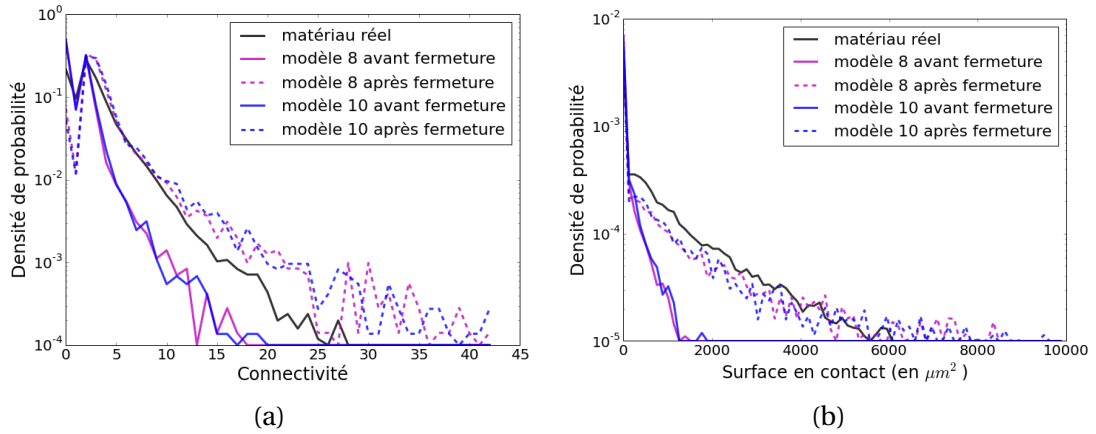 Densité de probabilité
10^0
10^-1
10^-2
10^-3
10^-4
matériau réel
modèle 8 avant fermeture
modèle 8 après fermeture
modèle 10 avant fermeture
modèle 10 après fermeture
0 5 10 15 20 25 30 35 40 45
Connectivité
(a)
Densité de probabilité
10^-2
10^-3
10^-4
10^-5
matériau réel
modèle 8 avant fermeture
modèle 8 après fermeture
modèle 10 avant fermeture
modèle 10 après fermeture
0 2000 4000 6000 8000 10000
Surface en contact (en μm²)
(b)